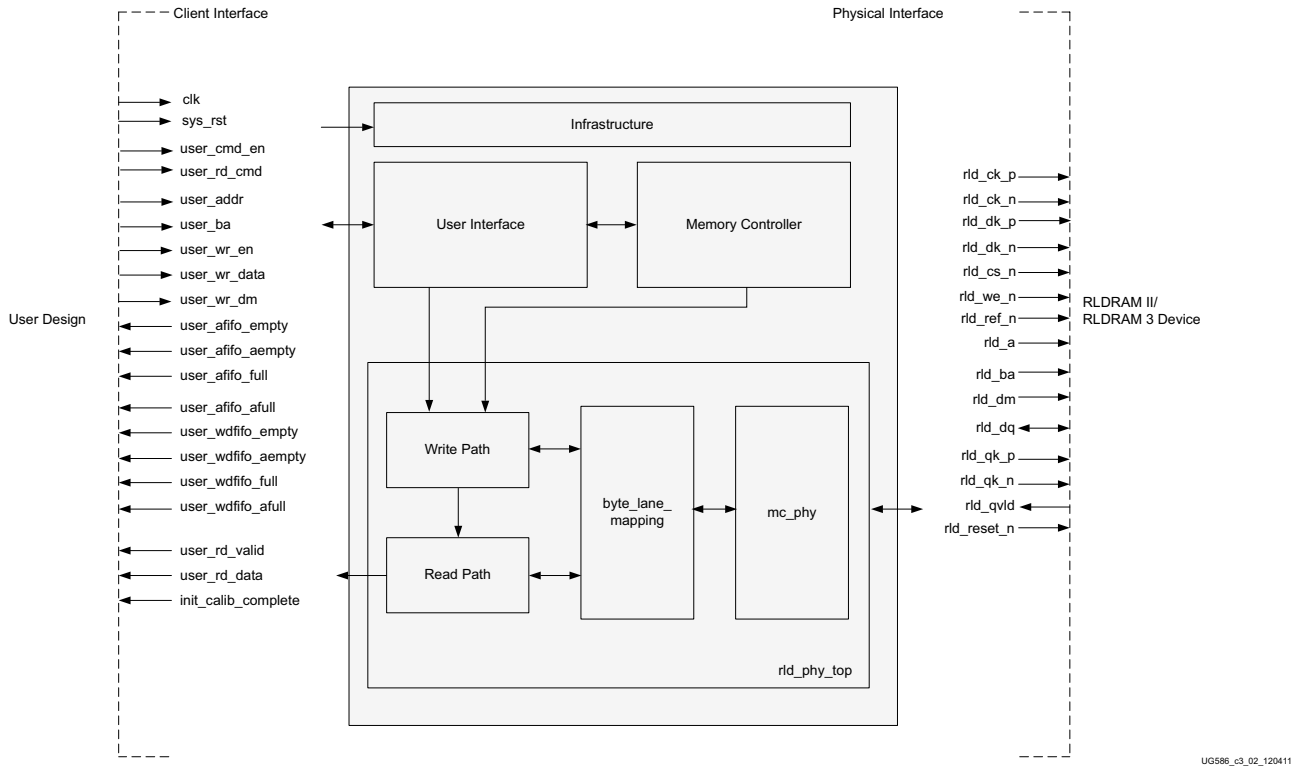 Client Interface
Physical Interface
clk
sys_rst
user_cmd_en
user_rd_cmd
user_addr
user_ba
user_wr_en
user_wr_data
user_wr_dm
User Design
user_afifo_empty
user_afifo_aempty
user_afifo_full
user_afifo_afull
user_wdfifo_empty
user_wdfifo_aempty
user_wdfifo_full
user_wdfifo_afull
user_rd_valid
user_rd_data
init_calib_complete
Infrastructure
User Interface
Memory Controller
Write Path
Read Path
byte_lane_
mapping
mc_phy
rld_phy_top
rld_ck_p
rld_ck_n
rld_dk_p
rld_dk_n
rld_cs_n
rld_we_n
rld_ref_n
rld_a
rld_ba
rld_dm
rld_dq
rld_qk_p
rld_qk_n
rld_qvld
rld_reset_n
RLDRAM II/
RLDRAM 3 Device
UG586_c3_02_120411